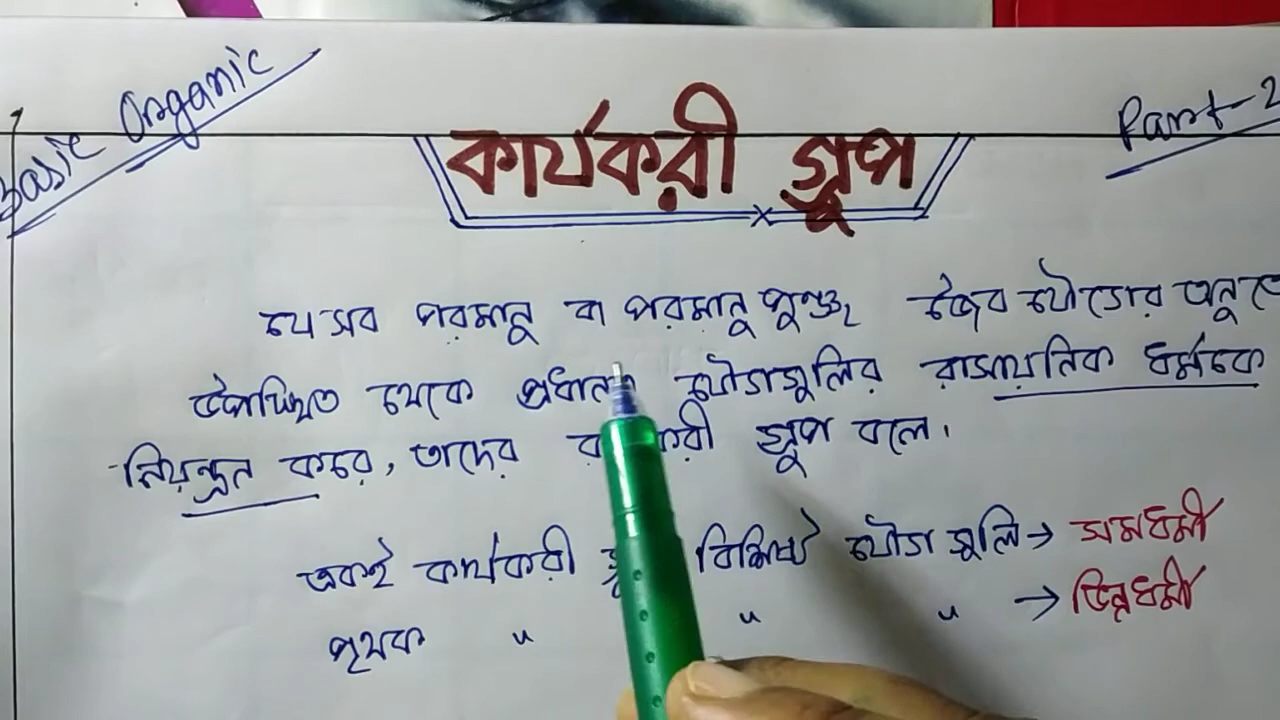 Basic Organic
Part-2
কার্যকরী গ্রুপ
যেসব পরমানু বা পরমানু পুঞ্জ জৈব যৌগের অনুতে
উপস্থিত থেকে প্রধানত যৌগগুলির রাসায়নিক ধর্মকে
নিয়ন্ত্রন করে, তাদের কার্যকরী গ্রুপ বলে।
একই কার্যকরী গ্রুপ বিশিষ্ট যৌগ গুলি → সমধর্মী
পৃথক " " " → ভিন্নধর্মী